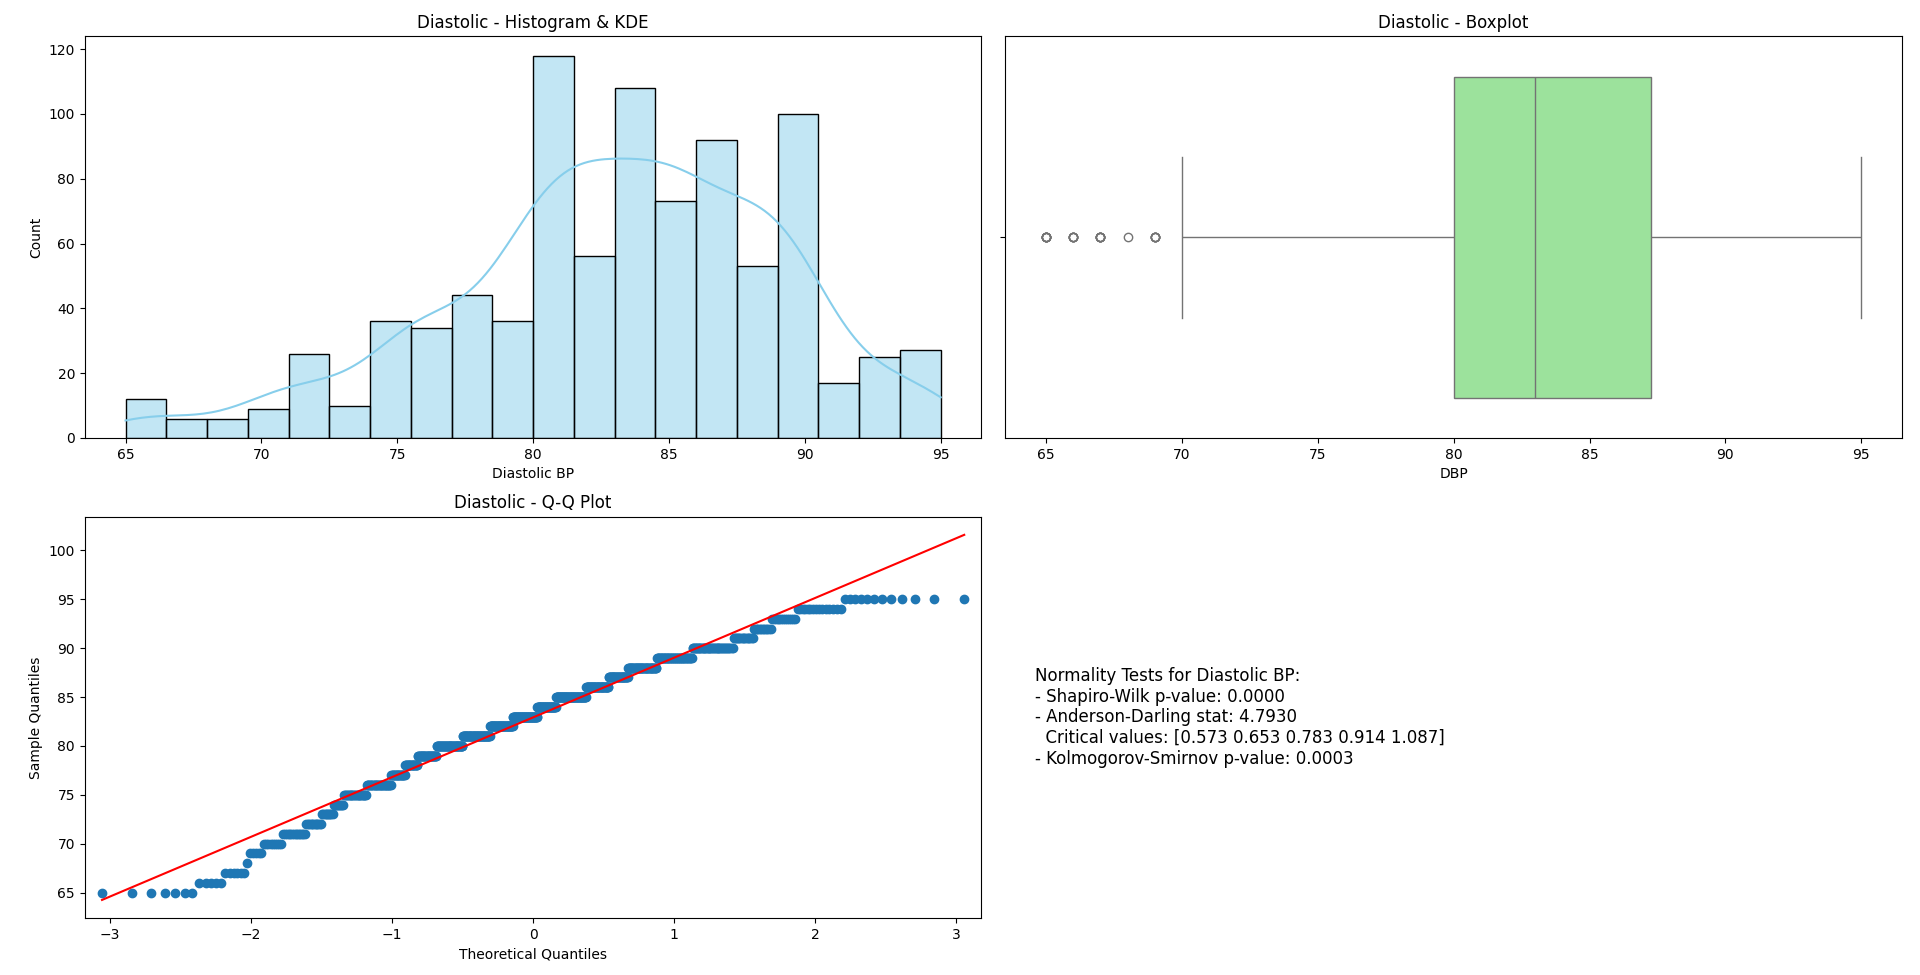 Diastolic - Histogram & KDE
Count
120
100
80
60
40
20
0
65 70 75 80 85 90 95
Diastolic BP
Diastolic - Boxplot
65 70 75 80 85 90 95
DBP
Diastolic - Q-Q Plot
Sample Quantiles
100
95
90
85
80
75
70
65
−3 −2 −1 0 1 2 3
Theoretical Quantiles
Normality Tests for Diastolic BP:
- Shapiro-Wilk p-value: 0.0000
- Anderson-Darling stat: 4.7930
Critical values: [0.573 0.653 0.783 0.914 1.087]
- Kolmogorov-Smirnov p-value: 0.0003